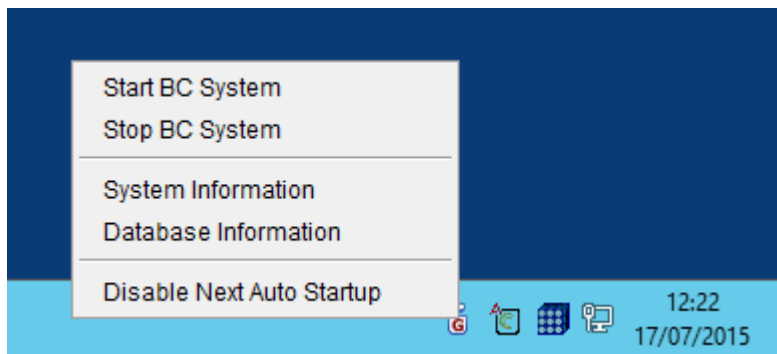 Start BC System
Stop BC System
System Information
Database Information
Disable Next Auto Startup
G
12:22
17/07/2015